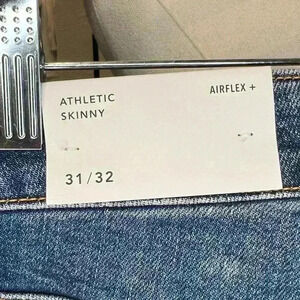 ATHLETIC
SKINNY
AIRFLEX +
31/32